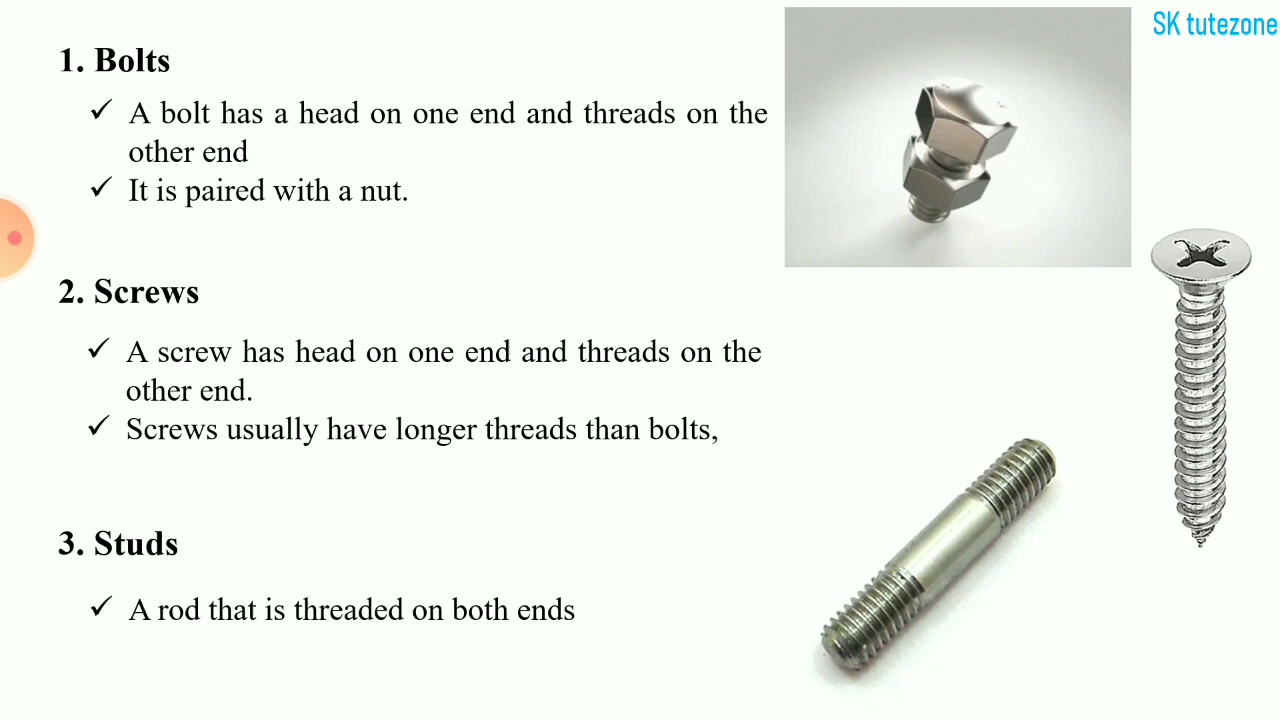 SK tutezone
1. Bolts
✓ A bolt has a head on one end and threads on the
other end
✓ It is paired with a nut.
2. Screws
✓ A screw has head on one end and threads on the
other end.
✓ Screws usually have longer threads than bolts,
3. Studs
✓ A rod that is threaded on both ends